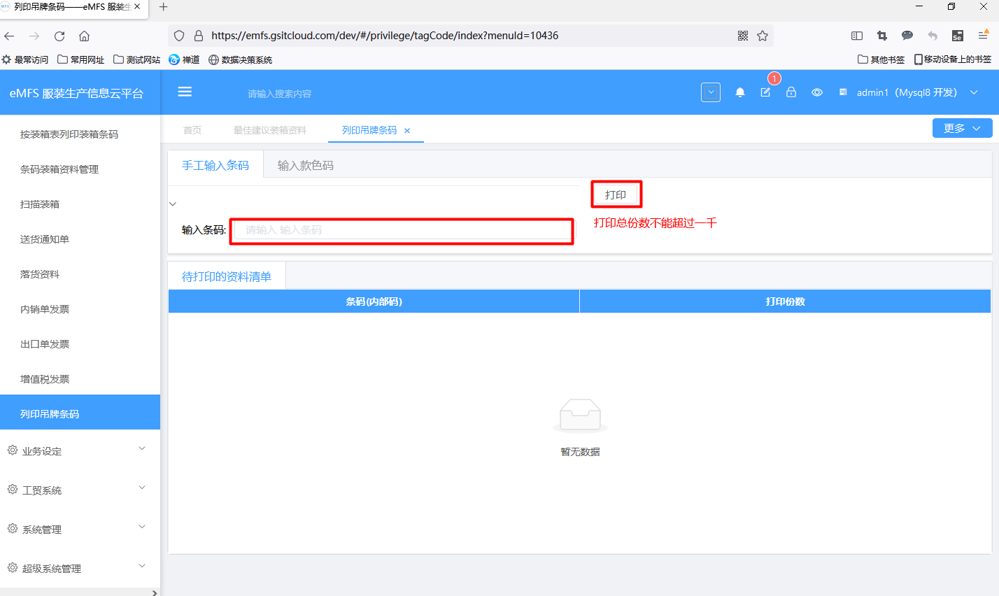 列印吊牌条码——eMFS 服装生
https://emfs.gsitcloud.com/dev/#/privilege/tagCode/index?menuId=10436
最常访问
常用网址
测试网站
禅道
数据决策系统
其他书签
移动设备上的书签
eMFS 服装生产信息云平台
请输入搜索内容
1
admin1（Mysql8 开发）
按装箱表列印装箱条码
条码装箱资料管理
扫描装箱
送货通知单
落货资料
内销单发票
出口单发票
增值税发票
列印吊牌条码
业务设定
工贸系统
系统管理
超级系统管理
首页
最佳建议装箱资料
列印吊牌条码
更多
手工输入条码
输入款色码
打印
输入条码:
请输入 输入条码
打印总份数不能超过一千
待打印的资料清单
条码(内部码)
打印份数
暂无数据